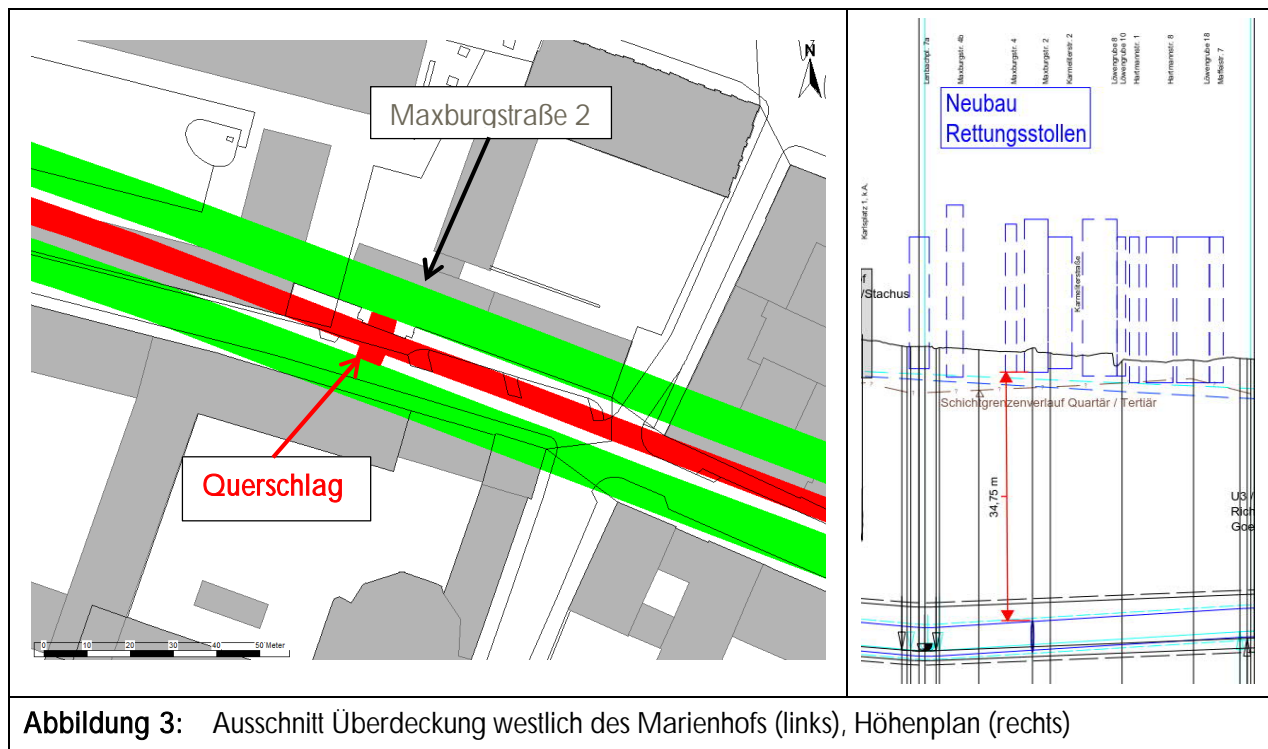 N
Maxburgstraße 2
Querschlag
0 10 20 30 40 50 Meter
Lenbachpl. 7a
Maxburgstr. 4b
Maxburgstr. 4
Maxburgstr. 2
Karmeliterstr. 2
Löwengrube 8
Löwengrube 10
Hartmannstr. 1
Hartmannstr. 8
Löwengrube 18
Maffeistr. 7
Neubau
Rettungsstollen
Karlsplatz 1, k.A.
Karmeliterstraße
f
/Stachus
Schichtgrenzenverlauf Quartär / Tertiär
34,75 m
U3 /
Rich
Goe
Abbildung 3: Ausschnitt Überdeckung westlich des Marienhofs (links), Höhenplan (rechts)